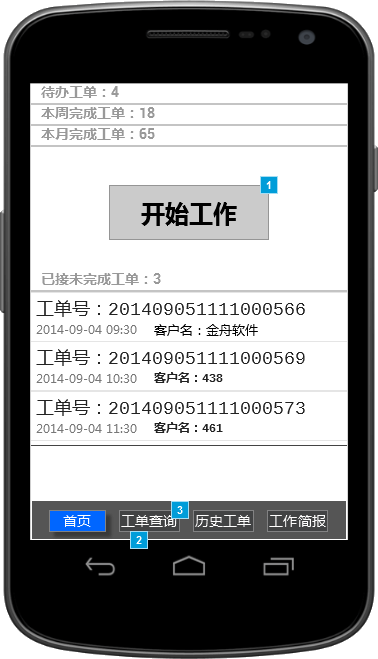 待办工单：4
本周完成工单：18
本月完成工单：65
1
开始工作
已接未完成工单：3
工单号：201409051111000566
2014-09-04 09:30 客户名：金舟软件
工单号：201409051111000569
2014-09-04 10:30 客户名：438
工单号：201409051111000573
2014-09-04 11:30 客户名：461
3
首页 工单查询 历史工单 工作简报
2